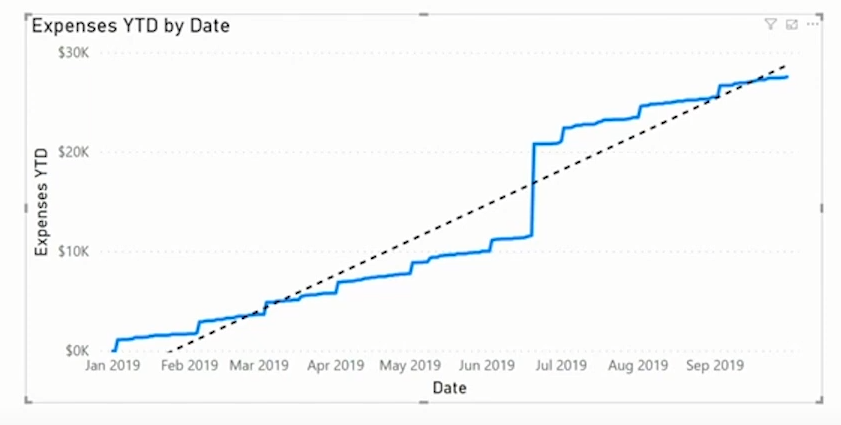 Expenses YTD by Date
$30K
$20K
$10K
$0K
Expenses YTD
Jan 2019 Feb 2019 Mar 2019 Apr 2019 May 2019 Jun 2019 Jul 2019 Aug 2019 Sep 2019
Date